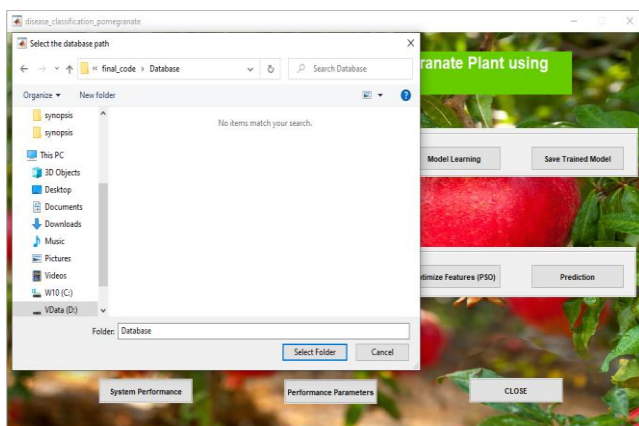 disease_classification_pomegranate
Select the database path
« final_code › Database
Search Database
Organize
New folder
synopsis
synopsis
This PC
3D Objects
Desktop
Documents
Downloads
Music
Pictures
Videos
W10 (C:)
VData (D:)
No items match your search.
Folder: Database
Select Folder
Cancel
ranate Plant using
Model Learning
Save Trained Model
timize Features (PSO)
Prediction
System Performance
Performance Parameters
CLOSE